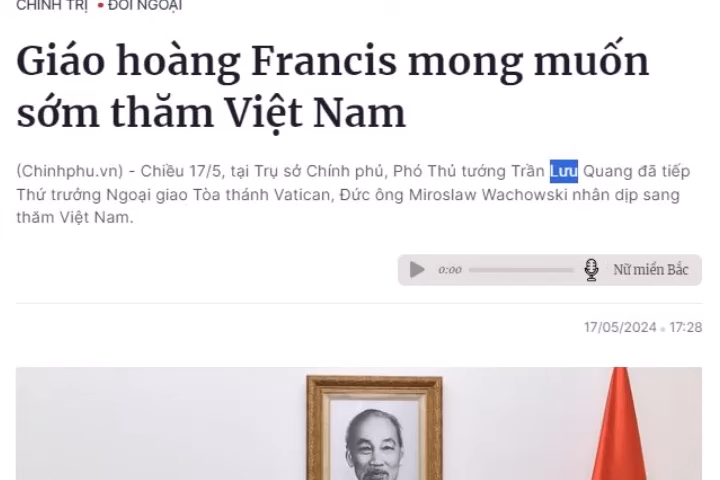 CHÍNH TRỊ • ĐỐI NGOẠI
Giáo hoàng Francis mong muốn
sớm thăm Việt Nam
(Chinhphu.vn) - Chiều 17/5, tại Trụ sở Chính phủ, Phó Thủ tướng Trần Lưu Quang đã tiếp
Thứ trưởng Ngoại giao Tòa thánh Vatican, Đức ông Miroslaw Wachowski nhân dịp sang
thăm Việt Nam.
0:00 Nữ miền Bắc
17/05/2024 17:28